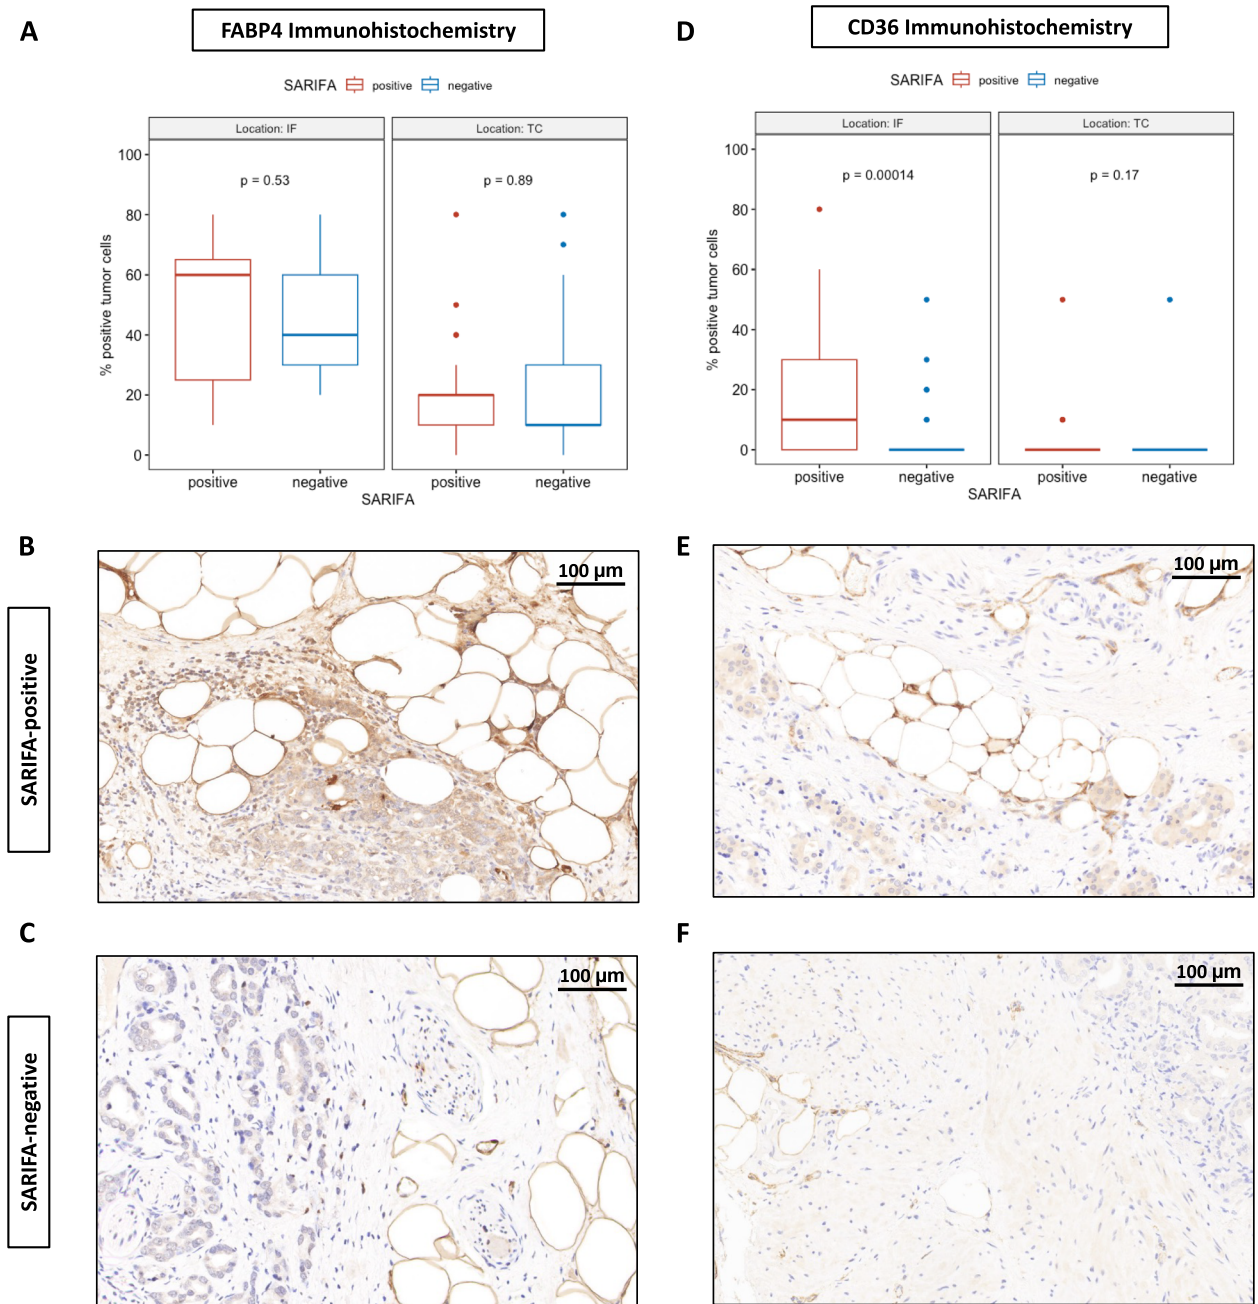 A
FABP4 Immunohistochemistry
SARIFA positive negative
Location: IF
Location: TC
p = 0.53
p = 0.89
% positive tumor cells
100
80
60
40
20
0
positive
negative
positive
negative
SARIFA
D
CD36 Immunohistochemistry
SARIFA positive negative
Location: IF
Location: TC
p = 0.00014
p = 0.17
% positive tumor cells
100
80
60
40
20
0
positive
negative
positive
negative
SARIFA
SARIFA-positive
B
100 µm
E
100 µm
SARIFA-negative
C
100 µm
F
100 µm